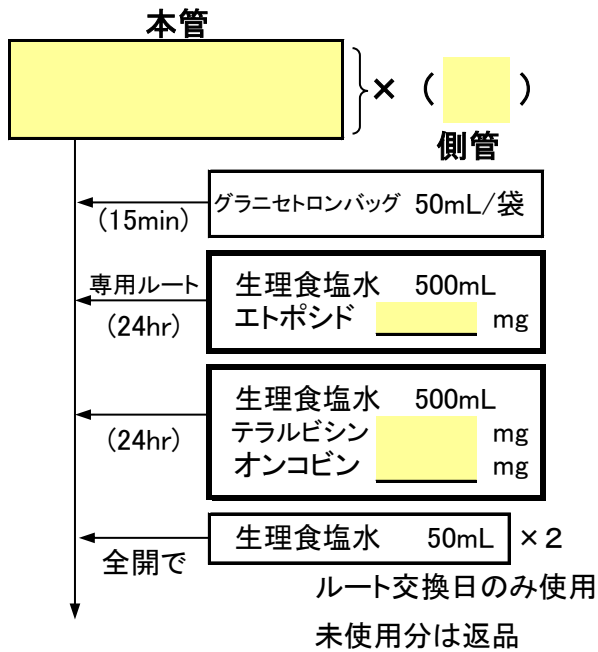 本管
× （　　）
側管
グラニセトロンバッグ 50mL/袋
(15min)
専用ルート
(24hr)
生理食塩水 500mL
エトポシド mg
生理食塩水 500mL
テラルビシン mg
オンコビン mg
(24hr)
生理食塩水 50mL ×２
全開で
ルート交換日のみ使用
未使用分は返品